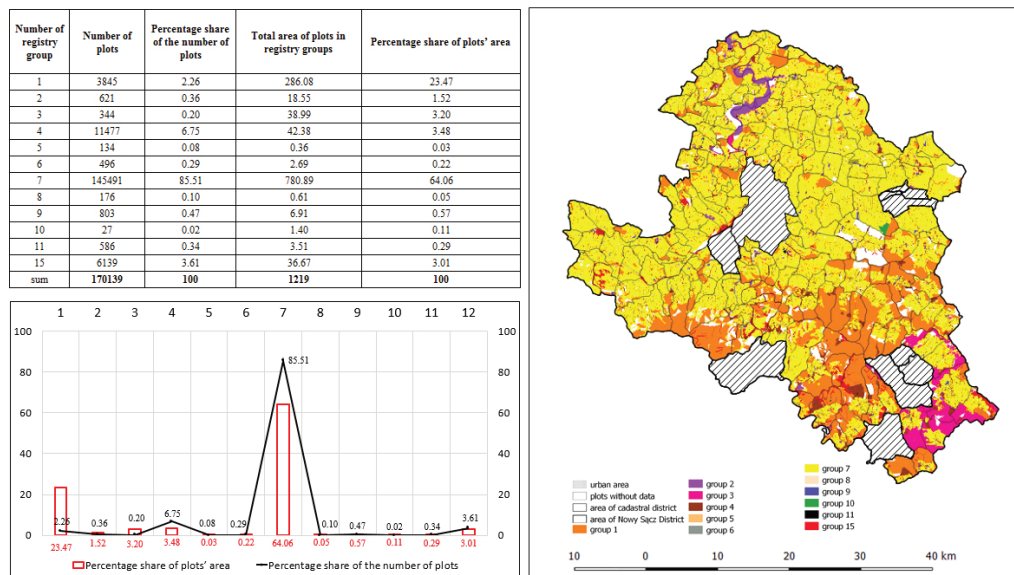 Number of registry group Number of plots Percentage share of the number of plots Total area of plots in registry groups Percentage share of plots' area
1 3845 2.26 286.08 23.47
2 621 0.36 18.55 1.52
3 344 0.20 38.99 3.20
4 11477 6.75 42.38 3.48
5 134 0.08 0.36 0.03
6 496 0.29 2.69 0.22
7 145491 85.51 780.89 64.06
8 176 0.10 0.61 0.05
9 803 0.47 6.91 0.57
10 27 0.02 1.40 0.11
11 586 0.34 3.51 0.29
15 6139 3.61 36.67 3.01
sum 170139 100 1219 100
1 2 3 4 5 6 7 8 9 10 11 12
100 100
80 80
60 60
40 40
20 20
0 0
2.26 0.36 0.20 6.75 0.08 0.29 85.51 0.10 0.47 0.02 0.34 3.61
23.47 1.52 3.20 3.48 0.03 0.22 64.06 0.05 0.57 0.11 0.29 3.01
Percentage share of plots' area Percentage share of the number of plots
urban area
plots without data
area of cadastral district
area of Nowy Sącz District
group 1
group 2
group 3
group 4
group 5
group 6
group 7
group 8
group 9
group 10
group 11
group 15
10 0 10 20 30 40 km